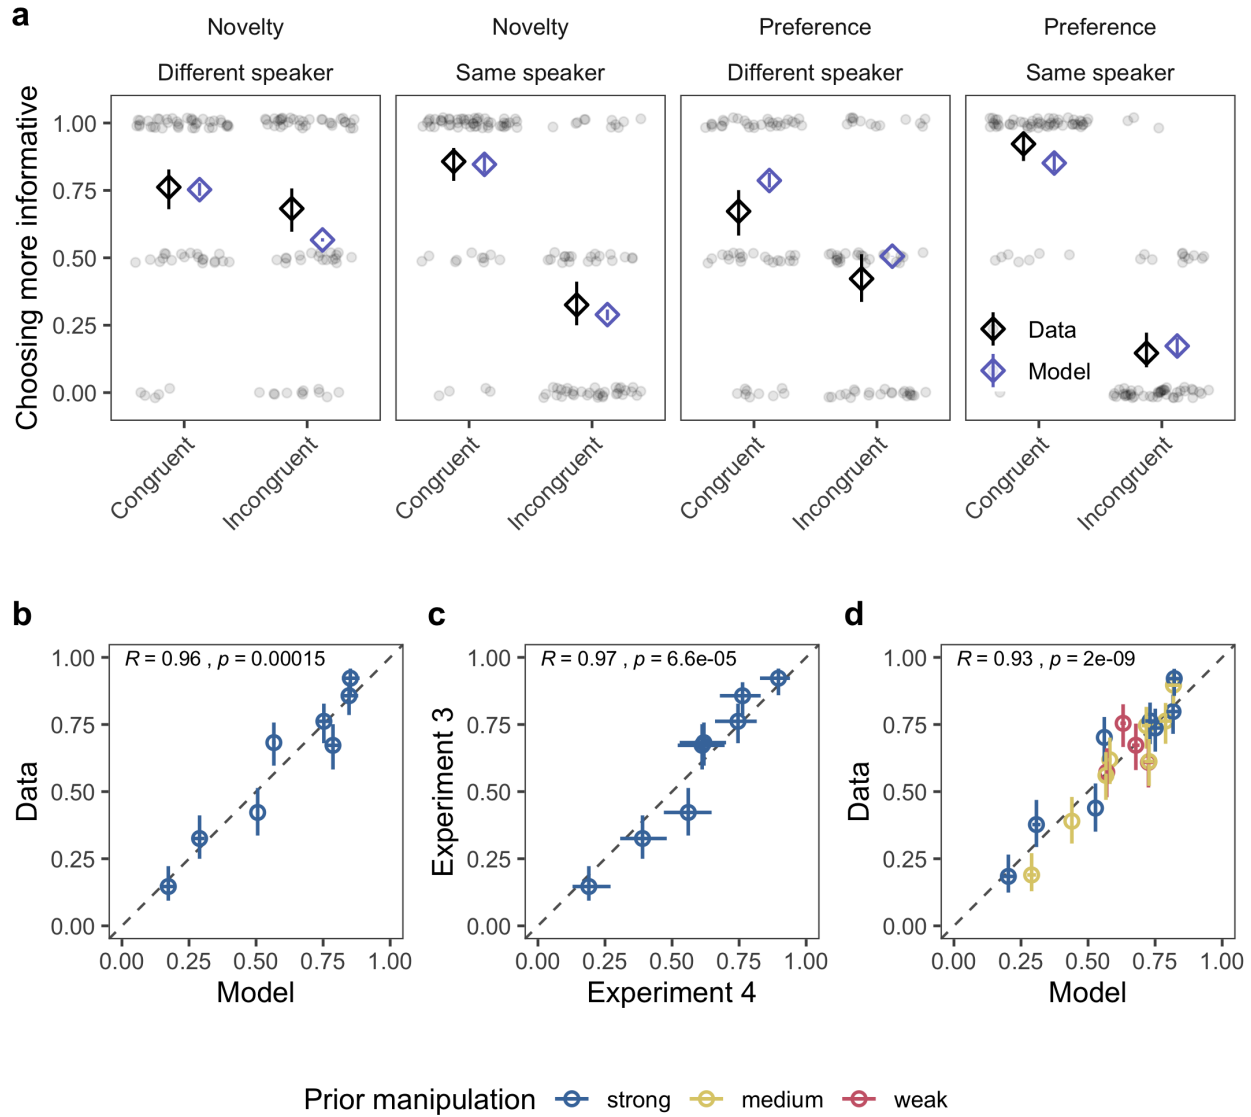 a
Novelty
Novelty
Preference
Preference
Different speaker
Same speaker
Different speaker
Same speaker
Choosing more informative
1.00
0.75
0.50
0.25
0.00
Data
Model
Congruent
Incongruent
Congruent
Incongruent
Congruent
Incongruent
Congruent
Incongruent
b
R = 0.96 , p = 0.00015
Data
1.00
0.75
0.50
0.25
0.00
0.00 0.25 0.50 0.75 1.00
Model
c
R = 0.97 , p = 6.6e-05
Experiment 3
1.00
0.75
0.50
0.25
0.00
0.00 0.25 0.50 0.75 1.00
Experiment 4
d
R = 0.93 , p = 2e-09
Data
1.00
0.75
0.50
0.25
0.00
0.00 0.25 0.50 0.75 1.00
Model
Prior manipulation strong medium weak